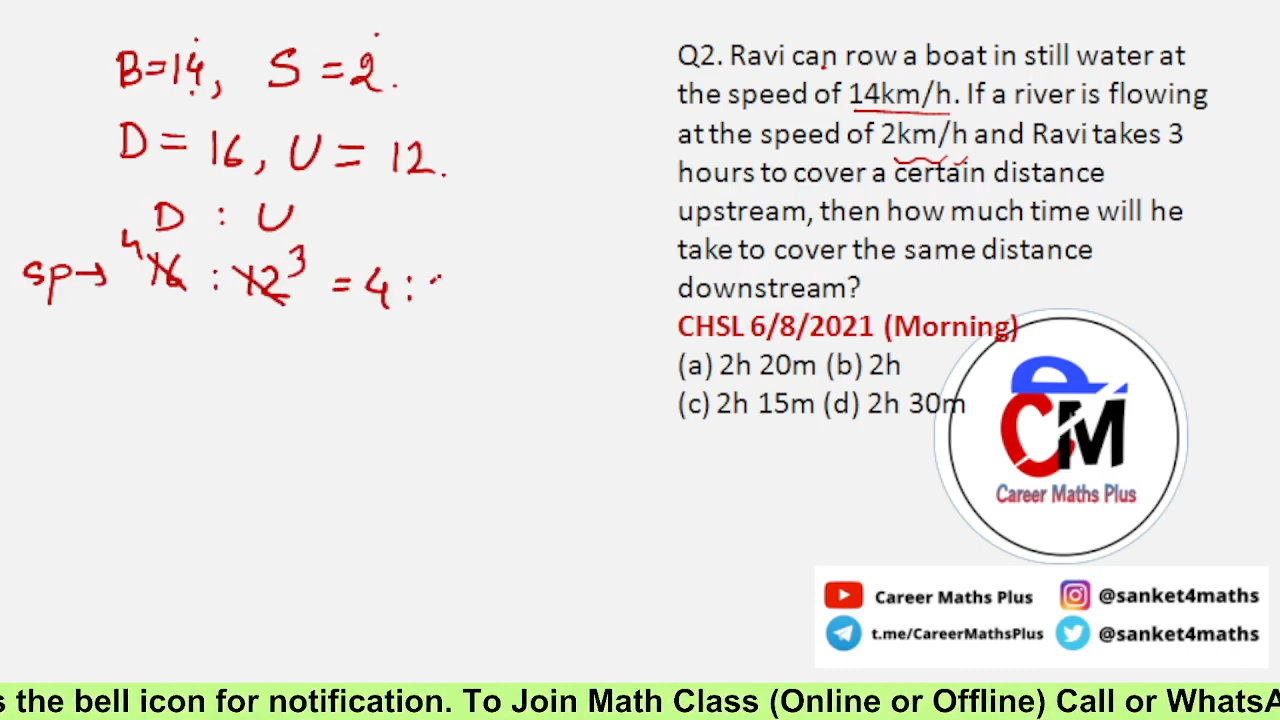 B=14, S=2.
D=16, U=12.
D : U
4 3
Sp→ 16 : 12 = 4 :
Q2. Ravi can row a boat in still water at
the speed of 14km/h. If a river is flowing
at the speed of 2km/h and Ravi takes 3
hours to cover a certain distance
upstream, then how much time will he
take to cover the same distance
downstream?
CHSL 6/8/2021 (Morning)
(a) 2h 20m (b) 2h
(c) 2h 15m (d) 2h 30m
CM
Career Maths Plus
Career Maths Plus @sanket4maths
t.me/CareerMathsPlus @sanket4maths
s the bell icon for notification. To Join Math Class (Online or Offline) Call or WhatsA